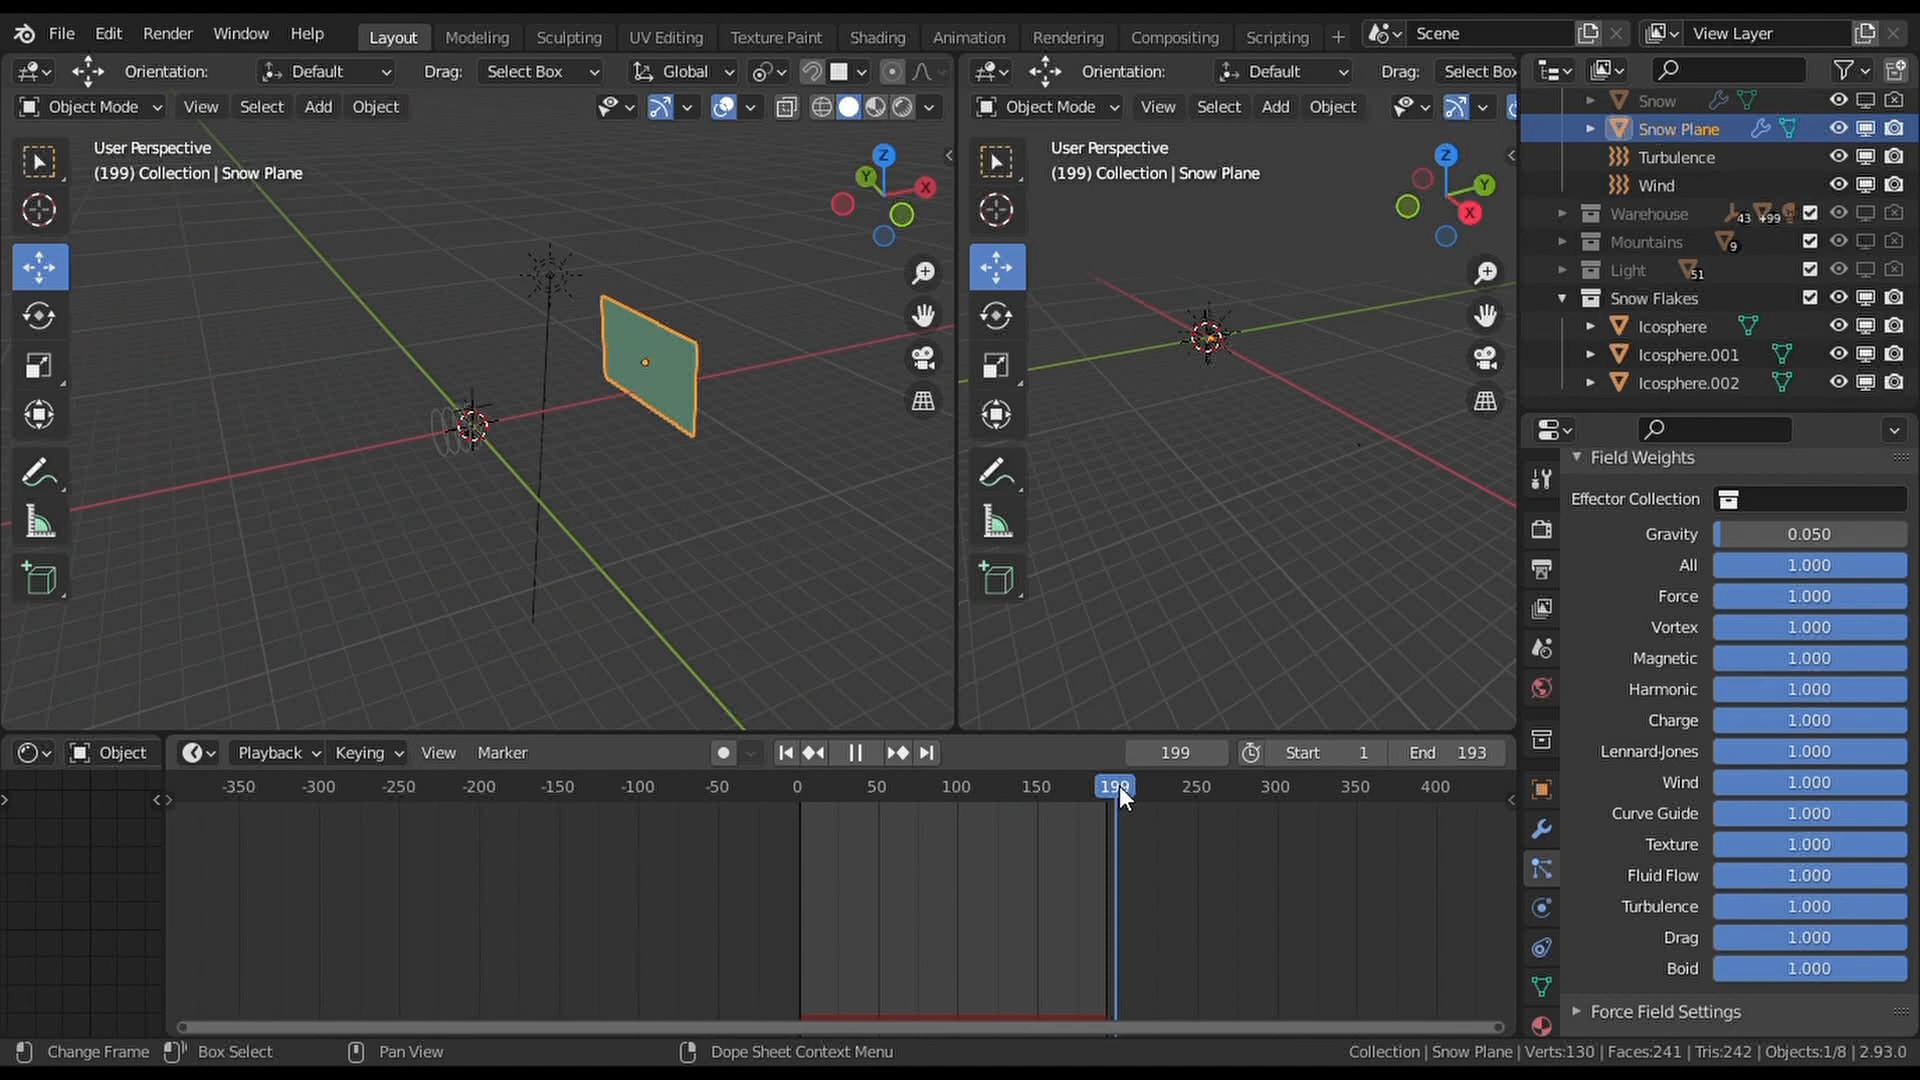 File Edit Render Window Help Layout Modeling Sculpting UV Editing Texture Paint Shading Animation Rendering Compositing Scripting + Scene View Layer
Orientation: Default Drag: Select Box Global
Orientation: Default Drag: Select Box
Object Mode View Select Add Object
Object Mode View Select Add Object
User Perspective
(199) Collection | Snow Plane
Z
Y
X
User Perspective
(199) Collection | Snow Plane
Z
Y
X
Snow
Snow Plane
Turbulence
Wind
Warehouse 43 +99
Mountains 9
Light 51
Snow Flakes
Icosphere
Icosphere.001
Icosphere.002
Field Weights
Effector Collection
Gravity 0.050
All 1.000
Force 1.000
Vortex 1.000
Magnetic 1.000
Harmonic 1.000
Charge 1.000
Lennard-Jones 1.000
Wind 1.000
Curve Guide 1.000
Texture 1.000
Fluid Flow 1.000
Turbulence 1.000
Drag 1.000
Boid 1.000
Force Field Settings
Object Playback Keying View Marker 199 Start 1 End 193
-350 -300 -250 -200 -150 -100 -50 0 50 100 150 199 250 300 350 400
Change Frame Box Select Pan View Dope Sheet Context Menu Collection | Snow Plane | Verts:130 | Faces:241 | Tris:242 | Objects:1/8 | 2.93.0